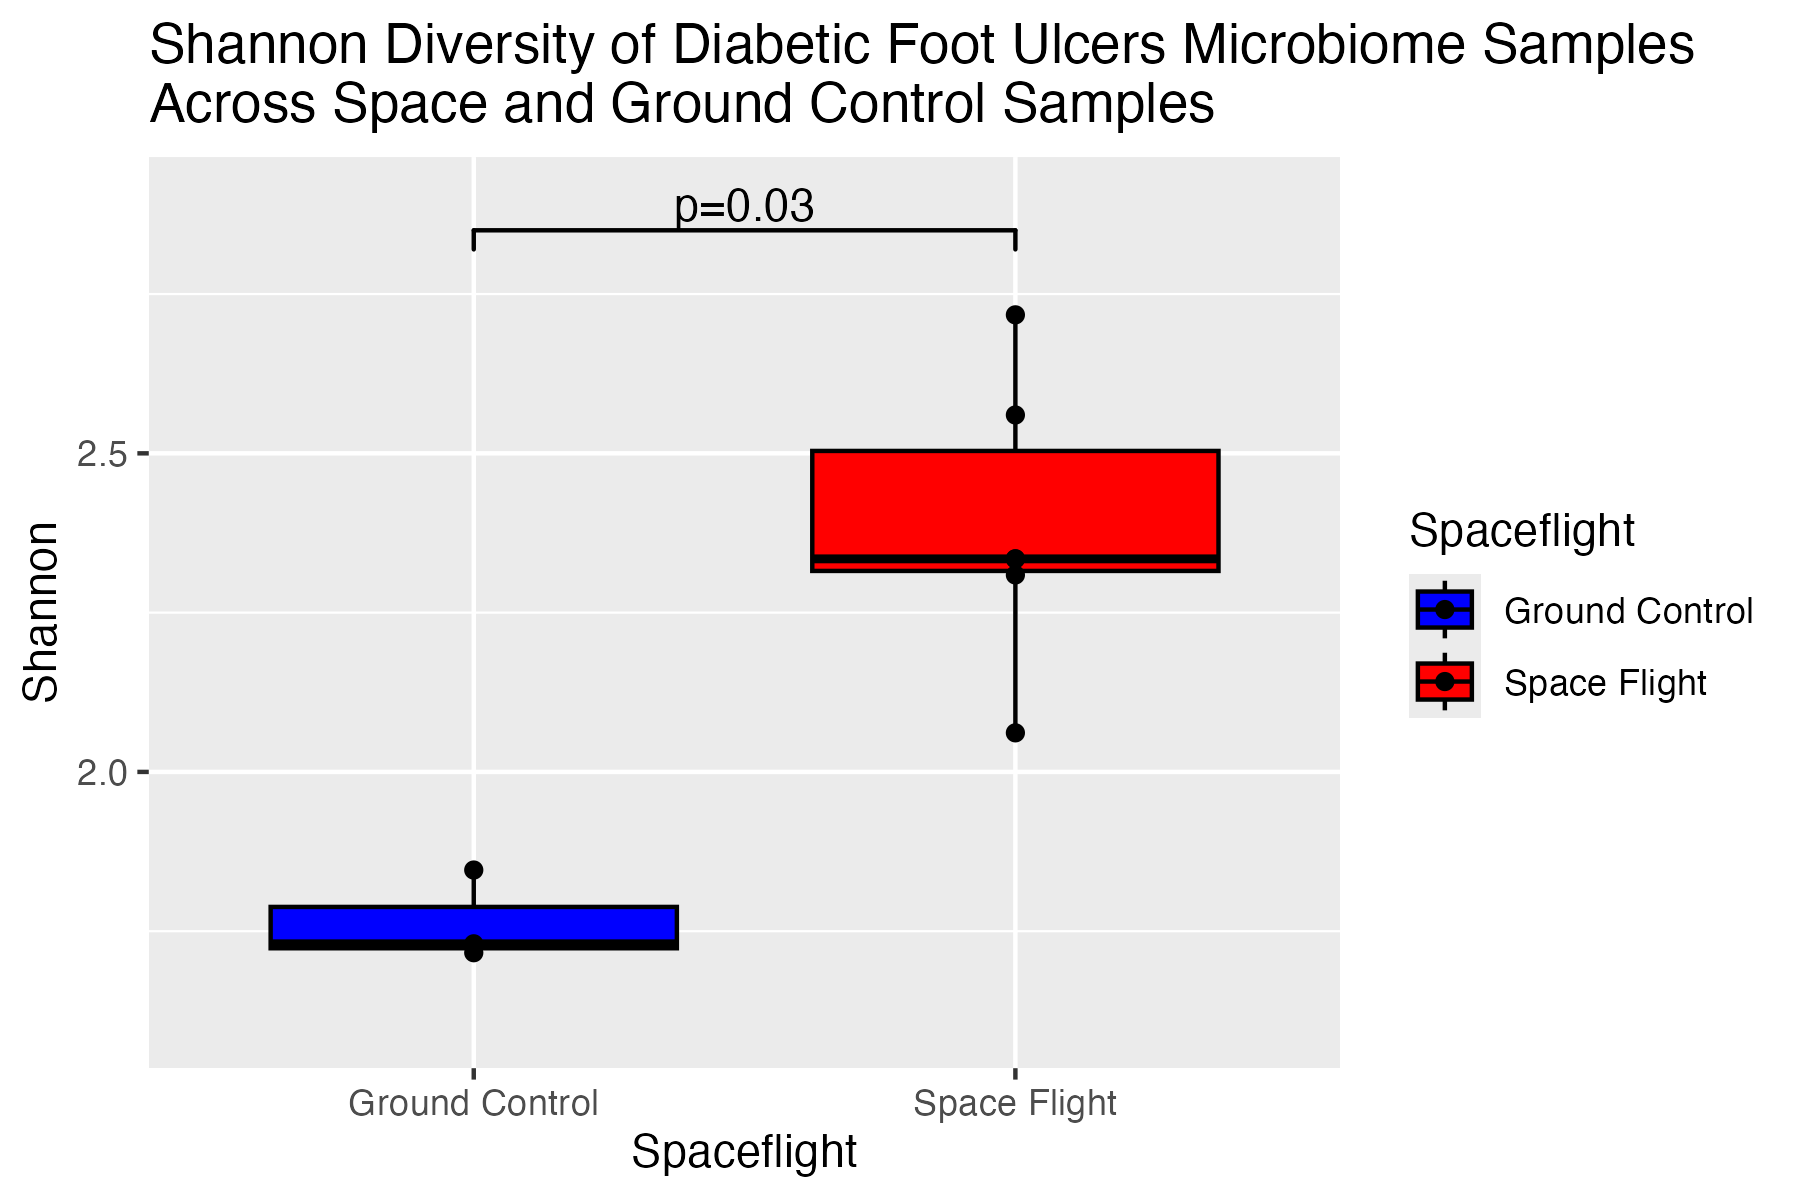 Shannon Diversity of Diabetic Foot Ulcers Microbiome Samples
Across Space and Ground Control Samples
p=0.03
2.5
2.0
Shannon
Ground Control
Space Flight
Spaceflight
Spaceflight
Ground Control
Space Flight